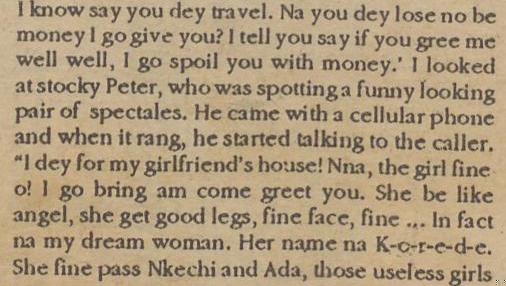 I know say you dey travel. Na you dey lose no be
money I go give you? I tell you say if you gree me
well well, I go spoil you with money.' I looked
at stocky Peter, who was spotting a funny looking
pair of spectales. He came with a cellular phone
and when it rang, he started talking to the caller.
"I dey for my girlfriend's house! Nna, the girl fine
o! I go bring am come greet you. She be like
angel, she get good legs, fine face, fine ... In fact
na my dream woman. Her name na K-o-r-e-d-e.
She fine pass Nkechi and Ada, those useless girls